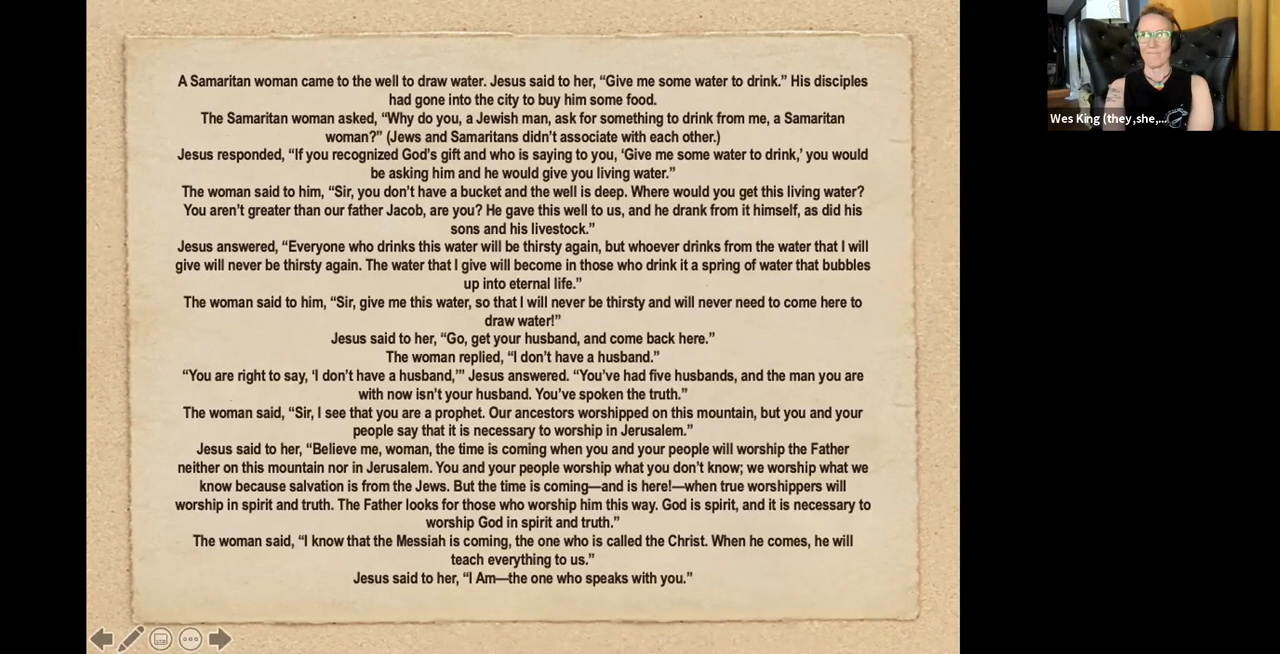 A Samaritan woman came to the well to draw water. Jesus said to her, “Give me some water to drink.” His disciples
had gone into the city to buy him some food.
The Samaritan woman asked, “Why do you, a Jewish man, ask for something to drink from me, a Samaritan
woman?” (Jews and Samaritans didn’t associate with each other.)
Jesus responded, “If you recognized God’s gift and who is saying to you, ‘Give me some water to drink,’ you would
be asking him and he would give you living water.”
The woman said to him, “Sir, you don’t have a bucket and the well is deep. Where would you get this living water?
You aren’t greater than our father Jacob, are you? He gave this well to us, and he drank from it himself, as did his
sons and his livestock.”
Jesus answered, “Everyone who drinks this water will be thirsty again, but whoever drinks from the water that I will
give will never be thirsty again. The water that I give will become in those who drink it a spring of water that bubbles
up into eternal life.”
The woman said to him, “Sir, give me this water, so that I will never be thirsty and will never need to come here to
draw water!”
Jesus said to her, “Go, get your husband, and come back here.”
The woman replied, “I don’t have a husband.”
“You are right to say, ‘I don’t have a husband,’” Jesus answered. “You’ve had five husbands, and the man you are
with now isn’t your husband. You’ve spoken the truth.”
The woman said, “Sir, I see that you are a prophet. Our ancestors worshipped on this mountain, but you and your
people say that it is necessary to worship in Jerusalem.”
Jesus said to her, “Believe me, woman, the time is coming when you and your people will worship the Father
neither on this mountain nor in Jerusalem. You and your people worship what you don’t know; we worship what we
know because salvation is from the Jews. But the time is coming—and is here!—when true worshippers will
worship in spirit and truth. The Father looks for those who worship him this way. God is spirit, and it is necessary to
worship God in spirit and truth.”
The woman said, “I know that the Messiah is coming, the one who is called the Christ. When he comes, he will
teach everything to us.”
Jesus said to her, “I Am—the one who speaks with you.”
Wes King (they,she,...